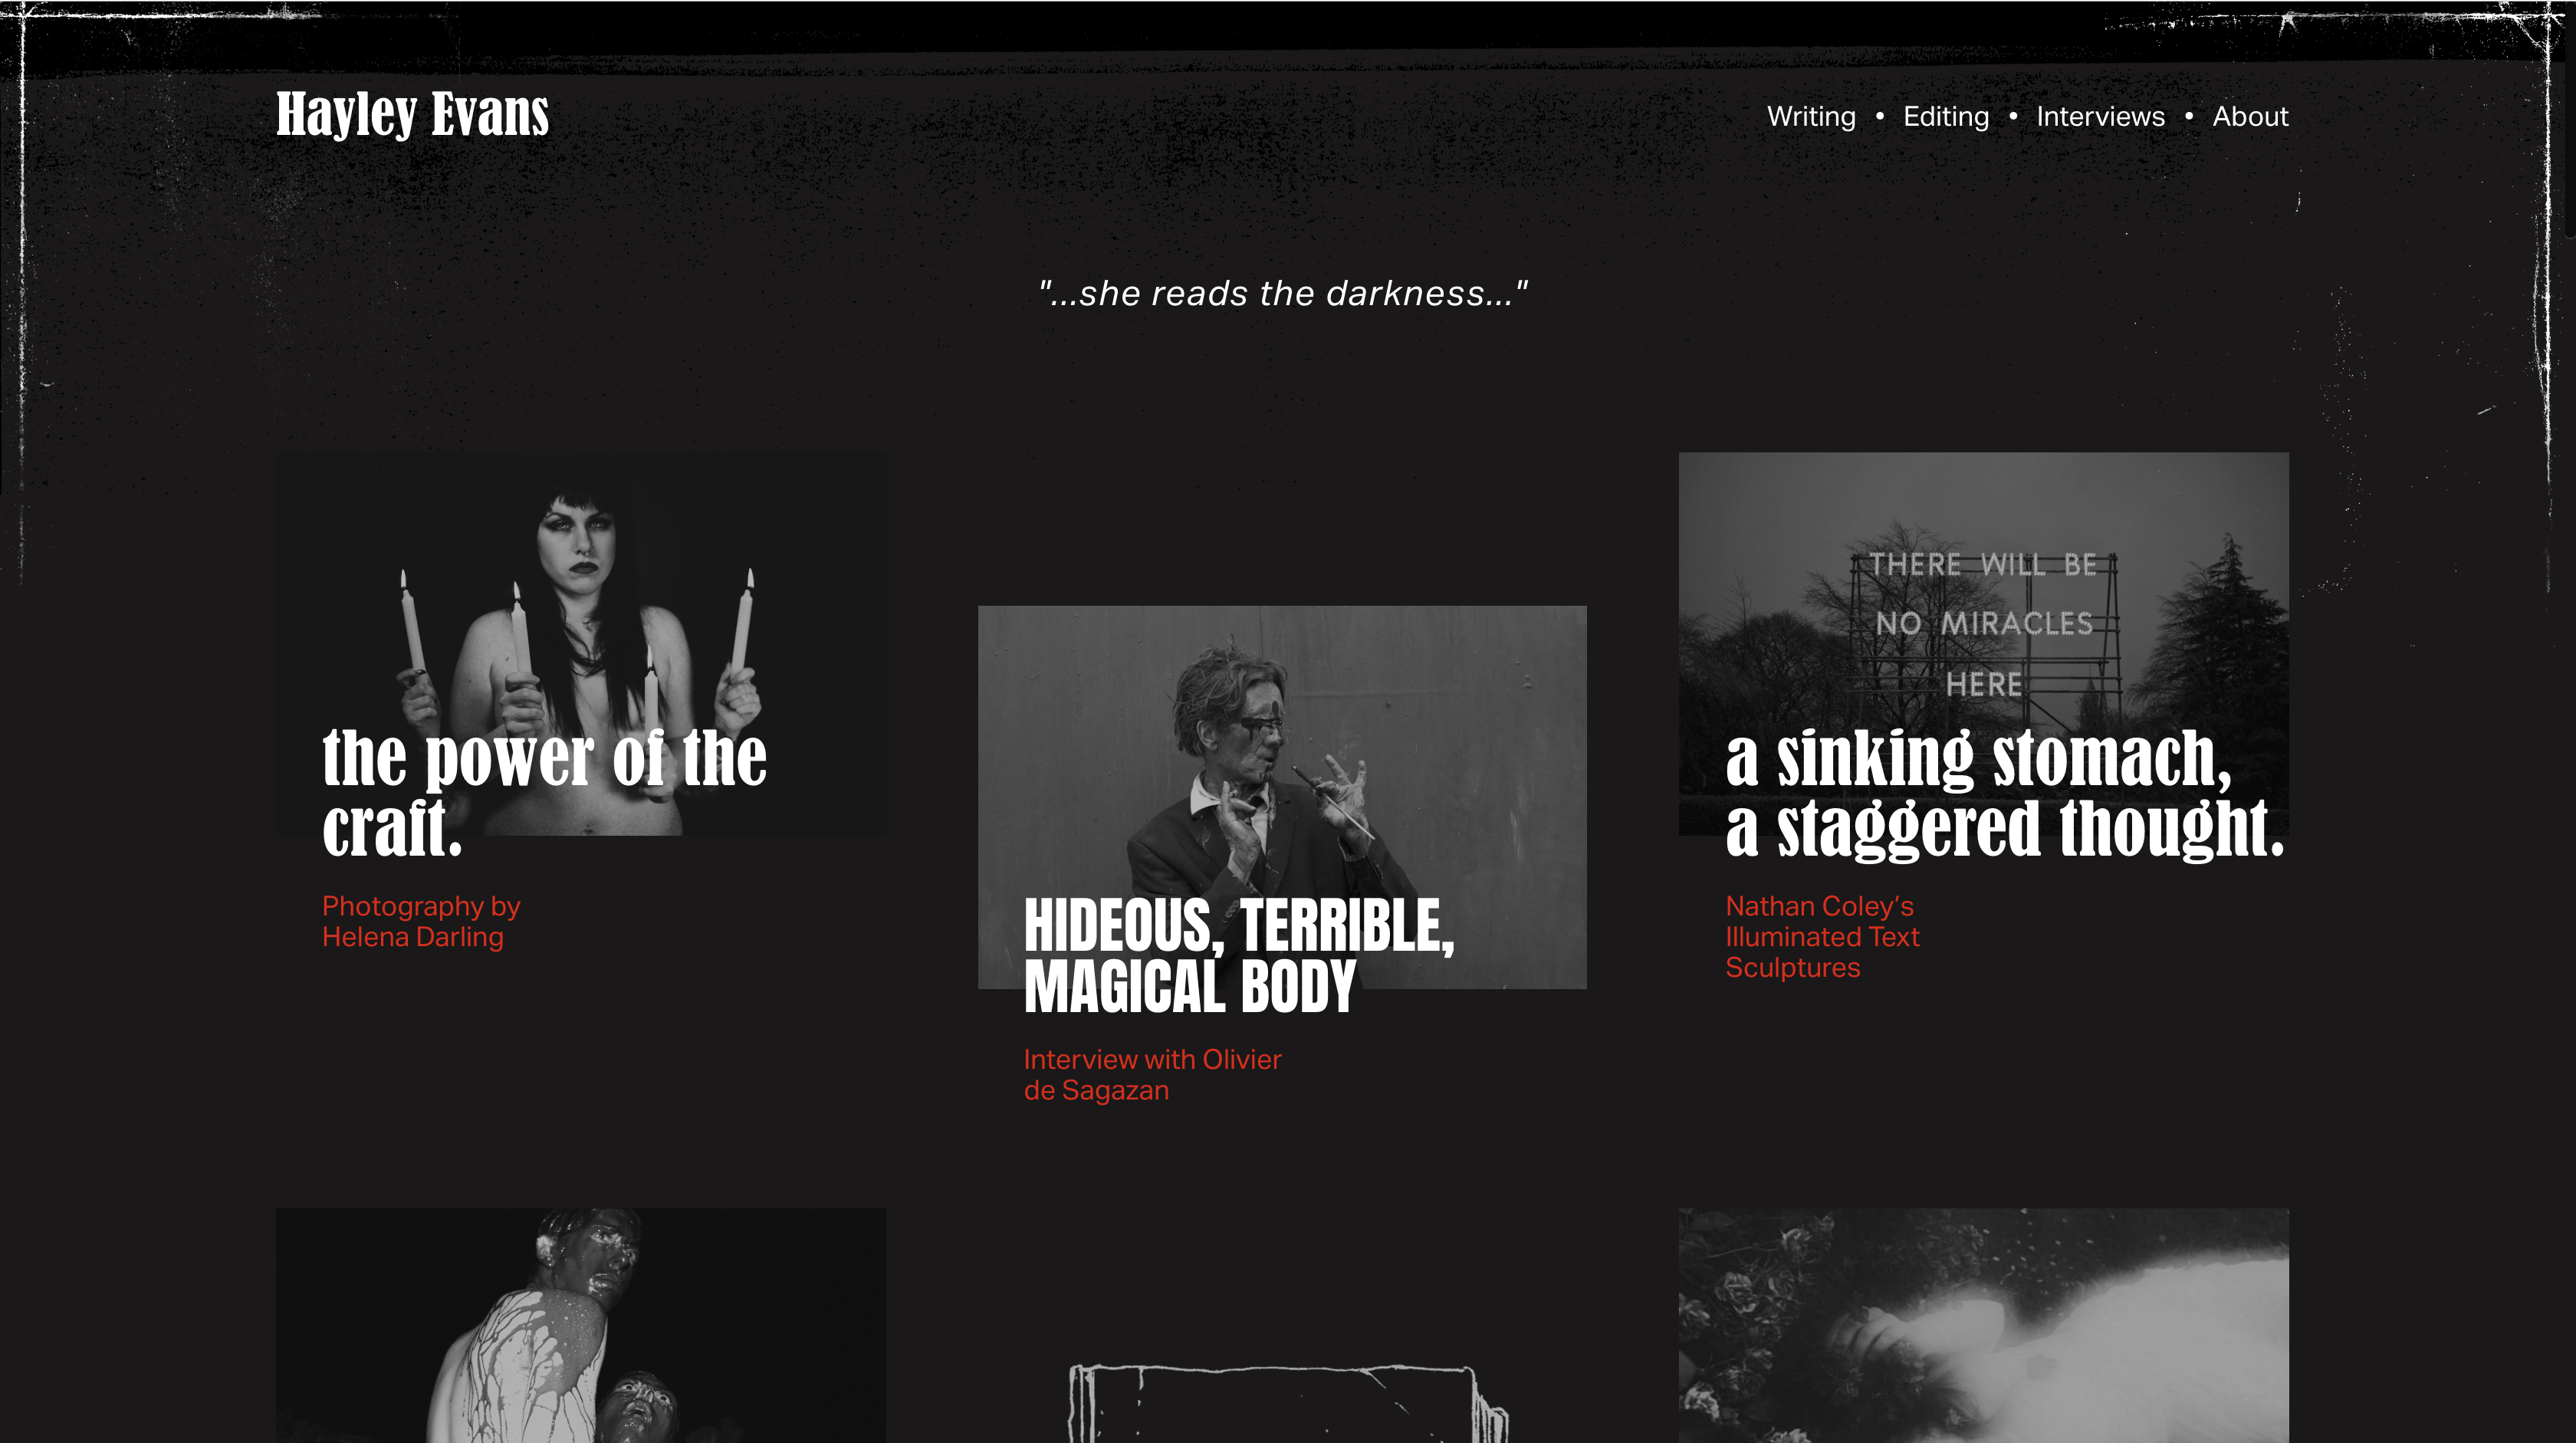 Hayley Evans
Writing • Editing • Interviews • About
"...she reads the darkness..."
the power of the
craft.
Photography by
Helena Darling
HIDEOUS, TERRIBLE,
MAGICAL BODY
Interview with Olivier
de Sagazan
THERE WILL BE
NO MIRACLES
HERE
a sinking stomach,
a staggered thought.
Nathan Coley’s
Illuminated Text
Sculptures